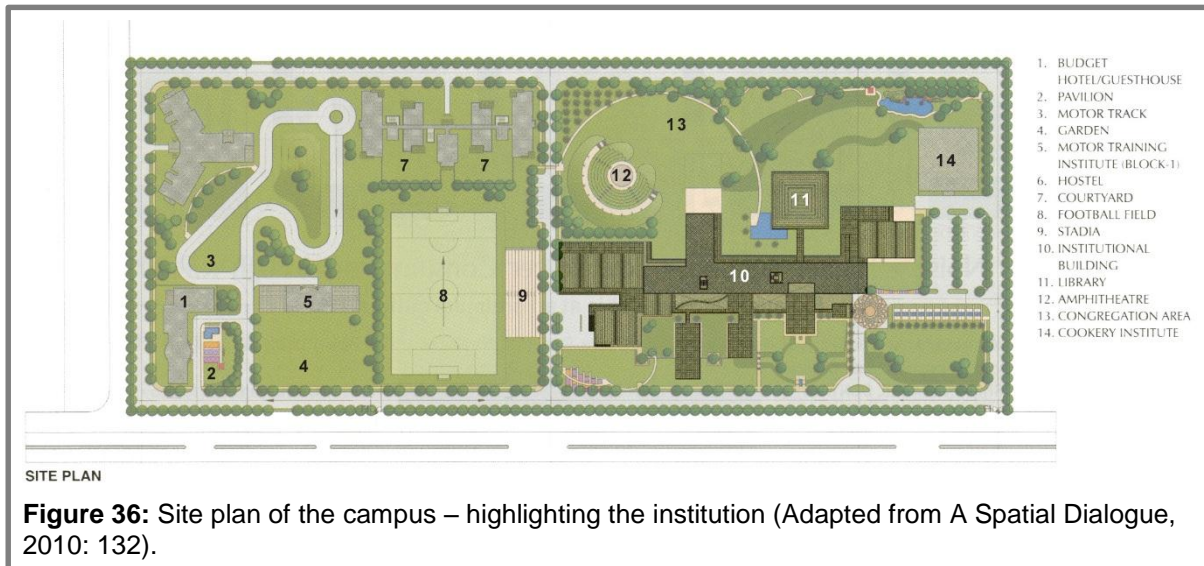 1. BUDGET
HOTEL/GUESTHOUSE
2. PAVILION
3. MOTOR TRACK
4. GARDEN
5. MOTOR TRAINING
INSTITUTE (BLOCK-1)
6. HOSTEL
7. COURTYARD
8. FOOTBALL FIELD
9. STADIA
10. INSTITUTIONAL
BUILDING
11. LIBRARY
12. AMPHITHEATRE
13. CONGREGATION AREA
14. COOKERY INSTITUTE
13
7 7
14
12
11
3
10
1
5
8
9
4
2
SITE PLAN
Figure 36: Site plan of the campus – highlighting the institution (Adapted from A Spatial Dialogue,
2010: 132).